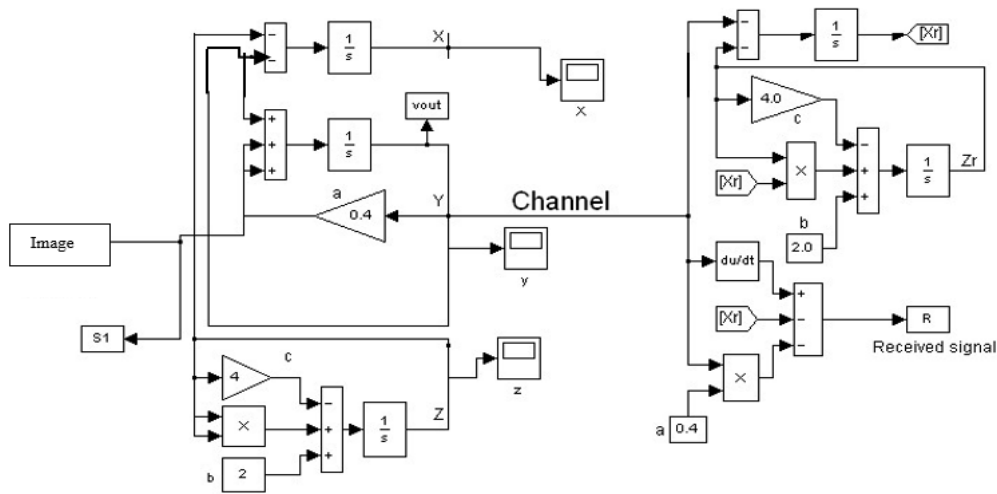 X
1
s
x
vout
1
s
a
0.4
Y
Channel
Image
y
S1
c
4
z
1
s
Z
b
2
1
s
[Xr]
4.0
c
[Xr]
1
s
Zr
b
2.0
du/dt
[Xr]
R
Received signal
a
0.4